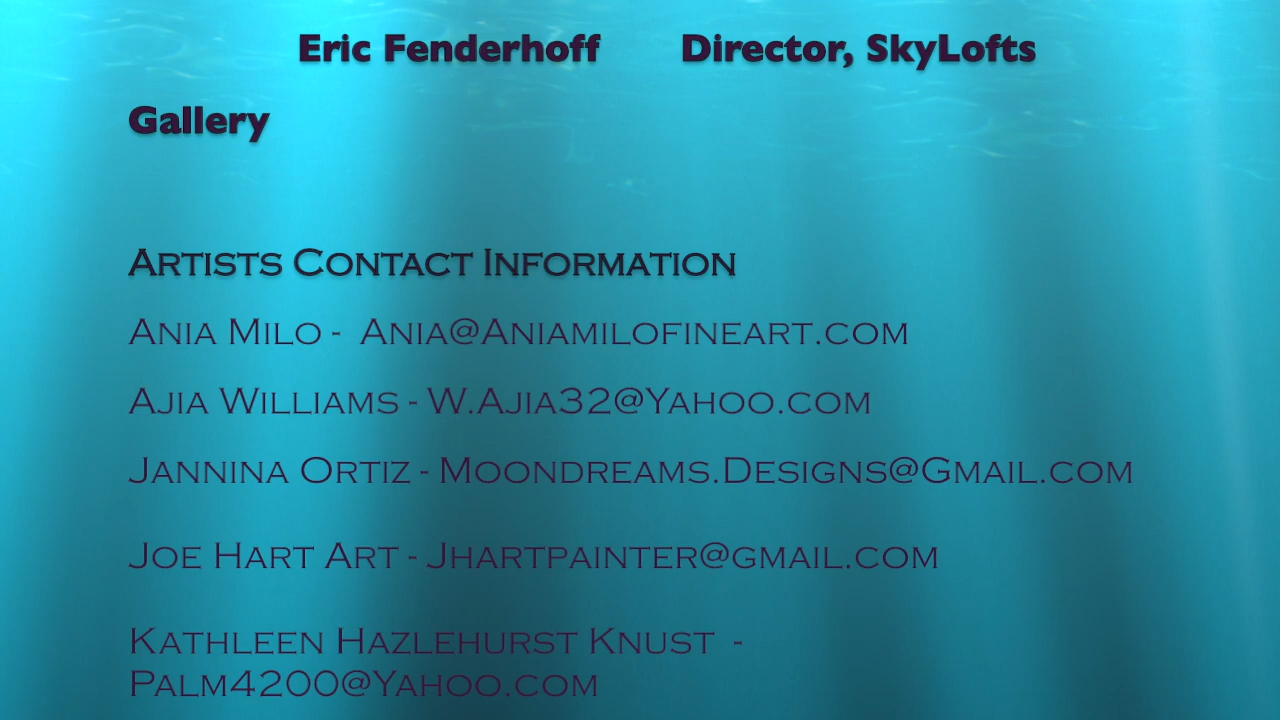 Eric Fenderhoff Director, SkyLofts
Gallery
Artists Contact Information
Ania Milo - Ania@Aniamilofineart.com
Ajia Williams - W.Ajia32@Yahoo.com
Jannina Ortiz - Moondreams.Designs@Gmail.com
Joe Hart Art - Jhartpainter@gmail.com
Kathleen Hazlehurst Knust -
Palm4200@Yahoo.com